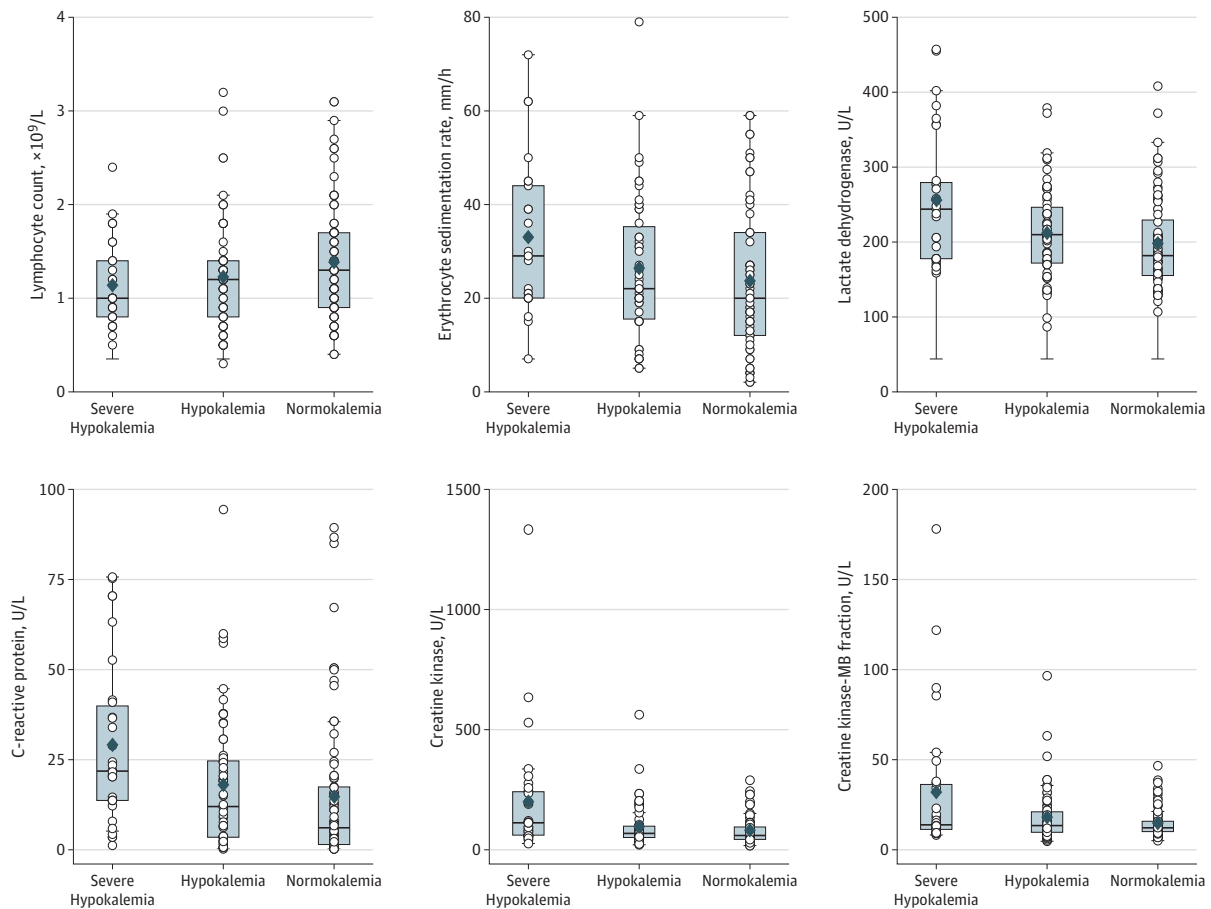 Lymphocyte count, ×10⁹/L
4
3
2
1
0
Severe
Hypokalemia
Hypokalemia
Normokalemia
Erythrocyte sedimentation rate, mm/h
80
60
40
20
0
Severe
Hypokalemia
Hypokalemia
Normokalemia
Lactate dehydrogenase, U/L
500
400
300
200
100
0
Severe
Hypokalemia
Hypokalemia
Normokalemia
C-reactive protein, U/L
100
75
50
25
0
Severe
Hypokalemia
Hypokalemia
Normokalemia
Creatine kinase, U/L
1500
1000
500
0
Severe
Hypokalemia
Hypokalemia
Normokalemia
Creatine kinase-MB fraction, U/L
200
150
100
50
0
Severe
Hypokalemia
Hypokalemia
Normokalemia